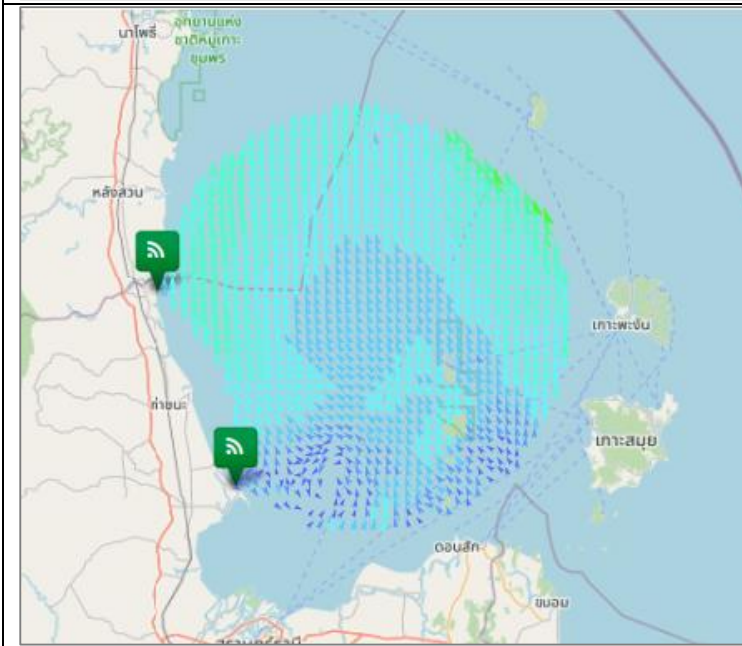 อุทยานแห่ง
ชาติหมู่เกาะ
ชุมพร
นาโพธิ์
หลังสวน
เกาะพะงัน
ท่าชนะ
เกาะสมุย
ดอนสัก
ขนอม